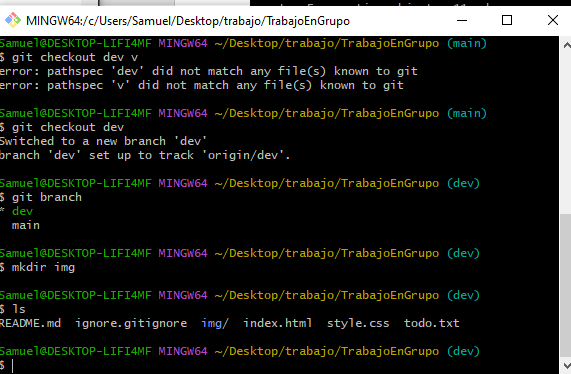 MINGW64:/c/Users/Samuel/Desktop/trabajo/TrabajoEnGrupo
Samuel@DESKTOP-LIFI4MF MINGW64 ~/Desktop/trabajo/TrabajoEnGrupo (main)
$ git checkout dev v
error: pathspec 'dev' did not match any file(s) known to git
error: pathspec 'v' did not match any file(s) known to git
Samuel@DESKTOP-LIFI4MF MINGW64 ~/Desktop/trabajo/TrabajoEnGrupo (main)
$ git checkout dev
Switched to a new branch 'dev'
branch 'dev' set up to track 'origin/dev'.
Samuel@DESKTOP-LIFI4MF MINGW64 ~/Desktop/trabajo/TrabajoEnGrupo (dev)
$ git branch
* dev
main
Samuel@DESKTOP-LIFI4MF MINGW64 ~/Desktop/trabajo/TrabajoEnGrupo (dev)
$ mkdir img
Samuel@DESKTOP-LIFI4MF MINGW64 ~/Desktop/trabajo/TrabajoEnGrupo (dev)
$ ls
README.md ignore.gitignore img/ index.html style.css todo.txt
Samuel@DESKTOP-LIFI4MF MINGW64 ~/Desktop/trabajo/TrabajoEnGrupo (dev)
$